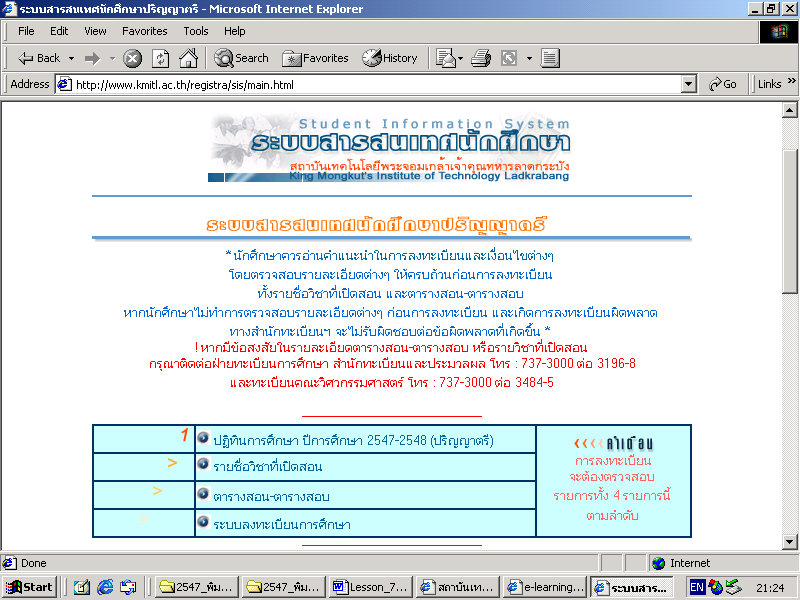 ระบบสารสนเทศนักศึกษาปริญญาตรี - Microsoft Internet Explorer
File Edit View Favorites Tools Help
Back Search Favorites History
Address http://www.kmitl.ac.th/registra/sis/main.html Go Links »
Student Information System
ระบบสารสนเทศนักศึกษา
สถาบันเทคโนโลยีพระจอมเกล้าเจ้าคุณทหารลาดกระบัง
King Mongkut's Institute of Technology Ladkrabang
ระบบสารสนเทศนักศึกษาปริญญาตรี
* นักศึกษาควรอ่านคำแนะนำในการลงทะเบียนและเงื่อนไขต่างๆ
โดยตรวจสอบรายละเอียดต่างๆ ให้ครบถ้วนก่อนการลงทะเบียน
ทั้งรายชื่อวิชาที่เปิดสอน และตารางสอน-ตารางสอบ
หากนักศึกษาไม่ทำการตรวจสอบรายละเอียดต่างๆ ก่อนการลงทะเบียน และเกิดการลงทะเบียนผิดพลาด
ทางสำนักทะเบียนฯ จะไม่รับผิดชอบต่อข้อผิดพลาดที่เกิดขึ้น *
! หากมีข้อสงสัยในรายละเอียดตารางสอน-ตารางสอบ หรือรายวิชาที่เปิดสอน
กรุณาติดต่อฝ่ายทะเบียนการศึกษา สำนักทะเบียนและประมวลผล โทร : 737-3000 ต่อ 3196-8
และทะเบียนคณะวิศวกรรมศาสตร์ โทร : 737-3000 ต่อ 3484-5
1 ปฏิทินการศึกษา ปีการศึกษา 2547-2548 (ปริญญาตรี)
> รายชื่อวิชาที่เปิดสอน
> ตารางสอน-ตารางสอบ
> ระบบลงทะเบียนการศึกษา
คำเตือน
การลงทะเบียน
จะต้องตรวจสอบ
รายการทั้ง 4 รายการนี้
ตามลำดับ
Done Internet
Start 2547_พิม... 2547_พิม... Lesson_7... สถาบันเท... e-learning... ระบบสาร... EN 21:24